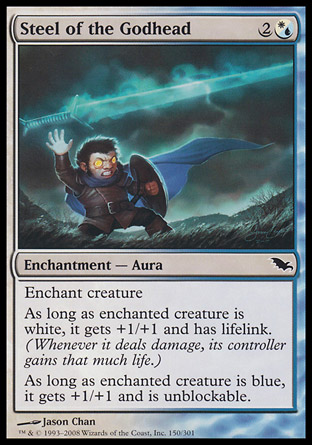 Steel of the Godhead 2
Enchantment — Aura
Enchant creature
As long as enchanted creature is
white, it gets +1/+1 and has lifelink.
(Whenever it deals damage, its controller
gains that much life.)
As long as enchanted creature is blue,
it gets +1/+1 and is unblockable.
Jason Chan
™ & © 1993–2008 Wizards of the Coast, Inc. 150/301